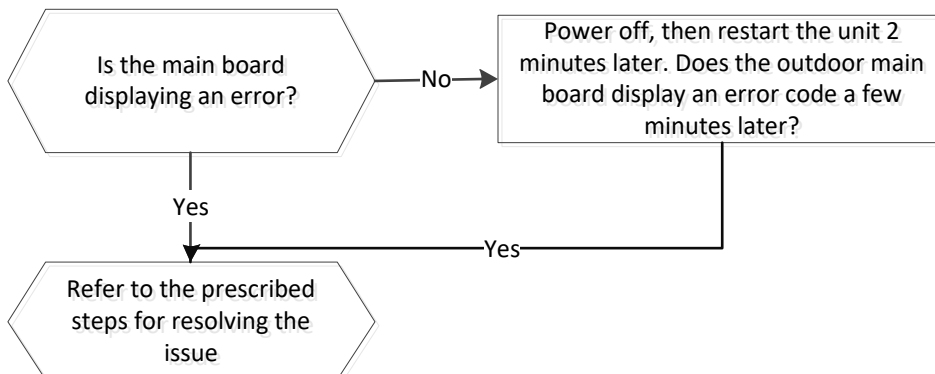 Is the main board
displaying an error?
No
Power off, then restart the unit 2
minutes later. Does the outdoor main
board display an error code a few
minutes later?
Yes
Yes
Refer to the prescribed
steps for resolving the
issue